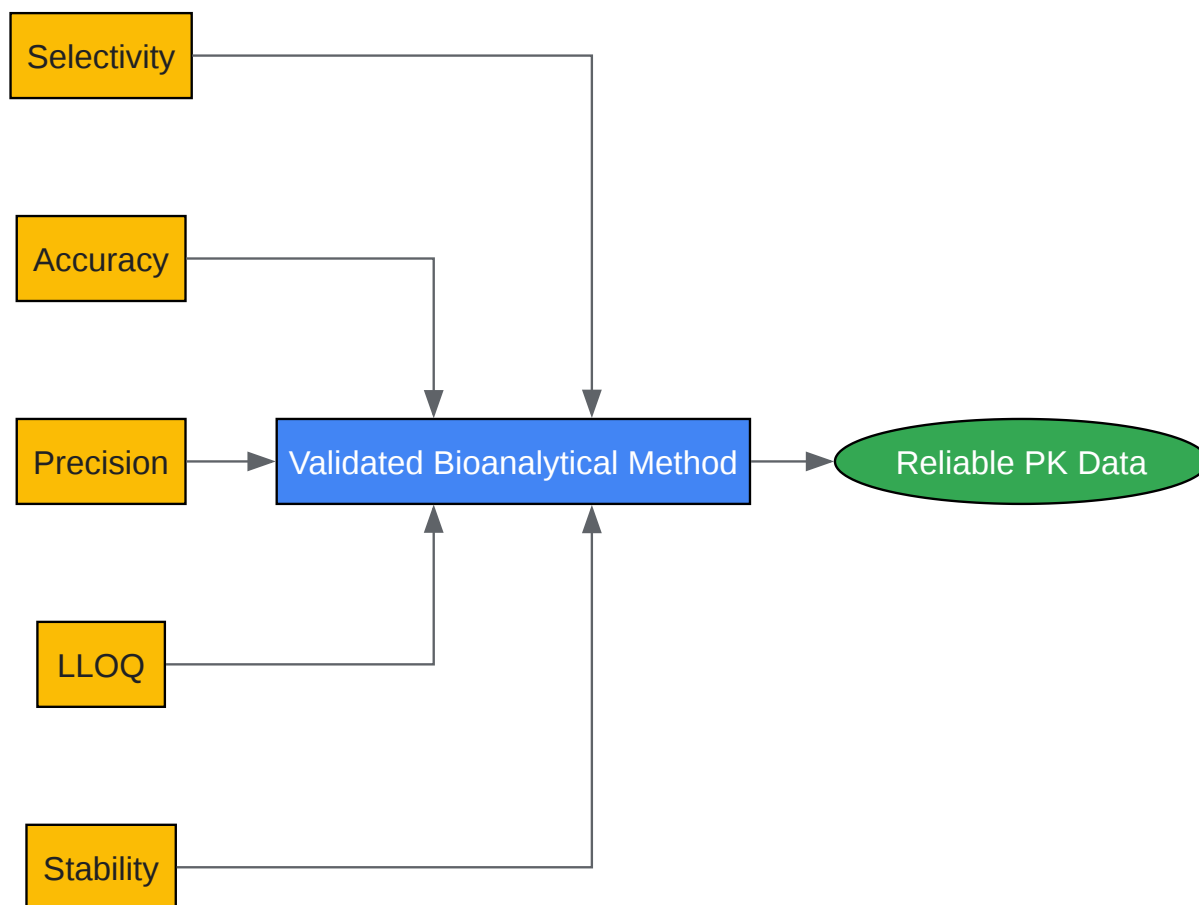 Selectivity
Accuracy
Precision
Validated Bioanalytical Method
Reliable PK Data
LLOQ
Stability